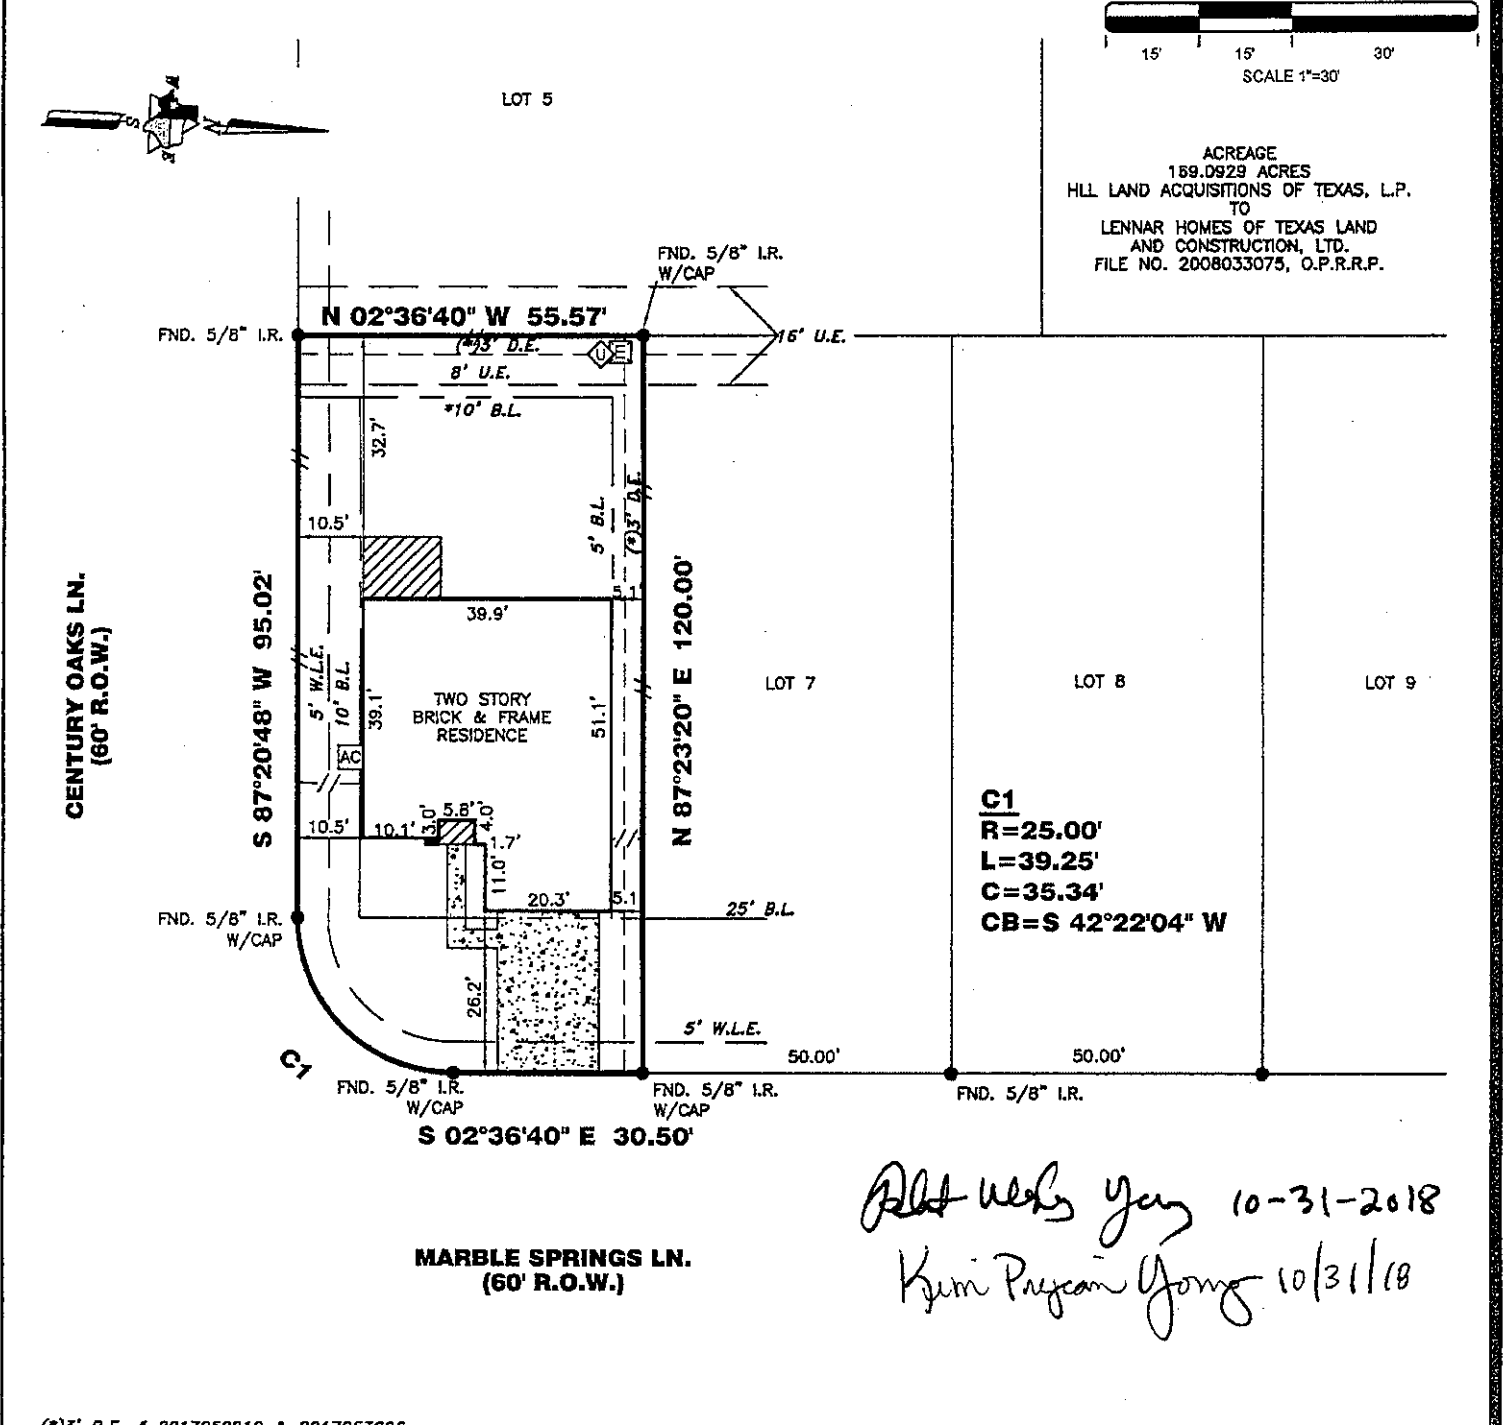 15' 15' 30'
SCALE 1"=30'
LOT 5
ACREAGE
169.0929 ACRES
HLL LAND ACQUISITIONS OF TEXAS, L.P.
TO
LENNAR HOMES OF TEXAS LAND
AND CONSTRUCTION, LTD.
FILE NO. 2008033075, O.P.R.R.P.
FND. 5/8" I.R.
W/CAP
N 02°36'40" W 55.57'
FND. 5/8" I.R.
(*)3' D.E.
U E
16' U.E.
8' U.E.
*10' B.L.
32.7'
10.5'
5' B.L.
(*)3' D.E.
39.9'
CENTURY OAKS LN.
(60' R.O.W.)
S 87°20'48" W 95.02'
5' W.L.E.
10' B.L.
39.1'
TWO STORY
BRICK & FRAME
RESIDENCE
51.1'
N 87°23'20" E 120.00'
LOT 7
LOT 8
LOT 9
AC
C1
R=25.00'
L=39.25'
C=35.34'
CB=S 42°22'04" W
10.5'
10.1'
3.0'
5.8'
4.0'
1.7'
11.0'
20.3'
5.1
25' B.L.
FND. 5/8" I.R.
W/CAP
26.2'
5' W.L.E.
50.00'
50.00'
C1
FND. 5/8" I.R.
W/CAP
FND. 5/8" I.R.
W/CAP
FND. 5/8" I.R.
S 02°36'40" E 30.50'
10-31-2018
MARBLE SPRINGS LN.
(60' R.O.W.)
Kim 10/31/18